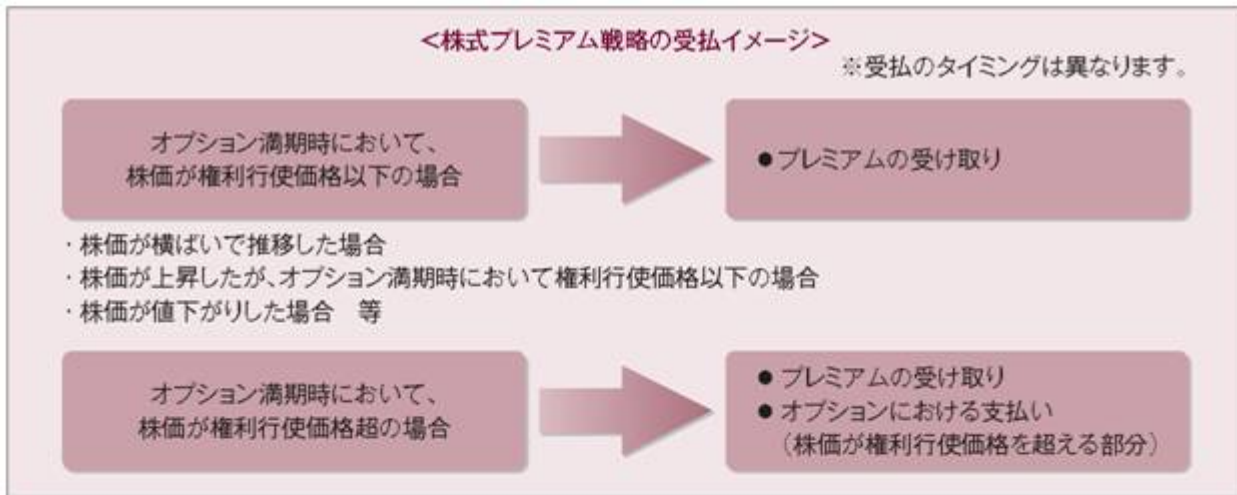 <株式プレミアム戦略の受払イメージ>
※受払のタイミングは異なります。
オプション満期時において、
株価が権利行使価格以下の場合
●プレミアムの受け取り
・株価が横ばいで推移した場合
・株価が上昇したが、オプション満期時において権利行使価格以下の場合
・株価が値下がりした場合　等
オプション満期時において、
株価が権利行使価格超の場合
●プレミアムの受け取り
●オプションにおける支払い
（株価が権利行使価格を超える部分）